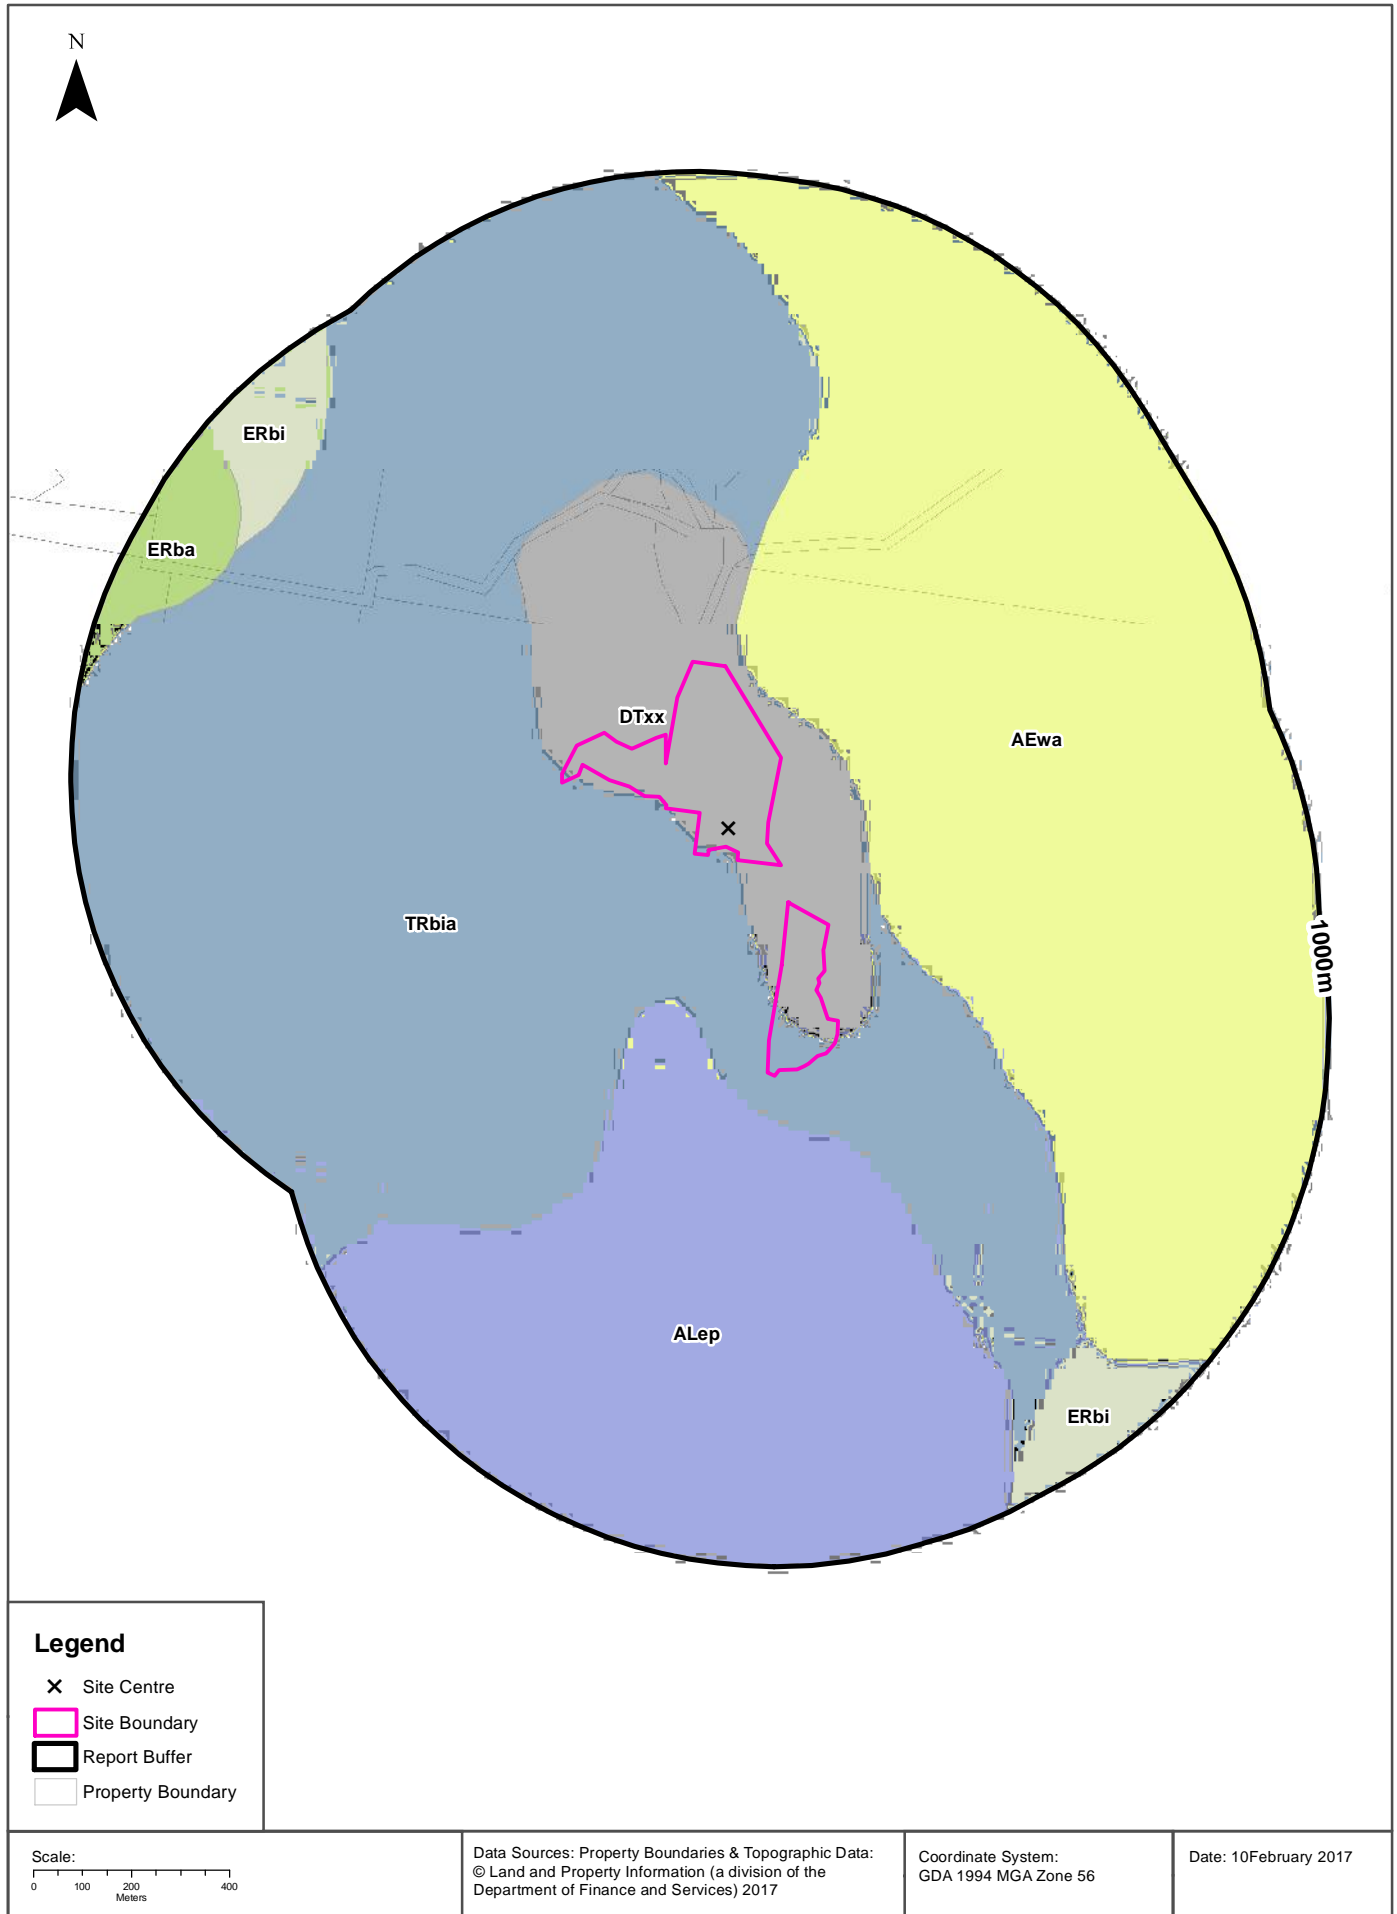 N
ERbi
ERba
DTxx
AEwa
TRbia
1000m
ALep
ERbi
Legend
Site Centre
Site Boundary
Report Buffer
Property Boundary
Scale:
0 100 200 400
Meters
Data Sources: Property Boundaries & Topographic Data:
© Land and Property Information (a division of the
Department of Finance and Services) 2017
Coordinate System:
GDA 1994 MGA Zone 56
Date: 10February 2017